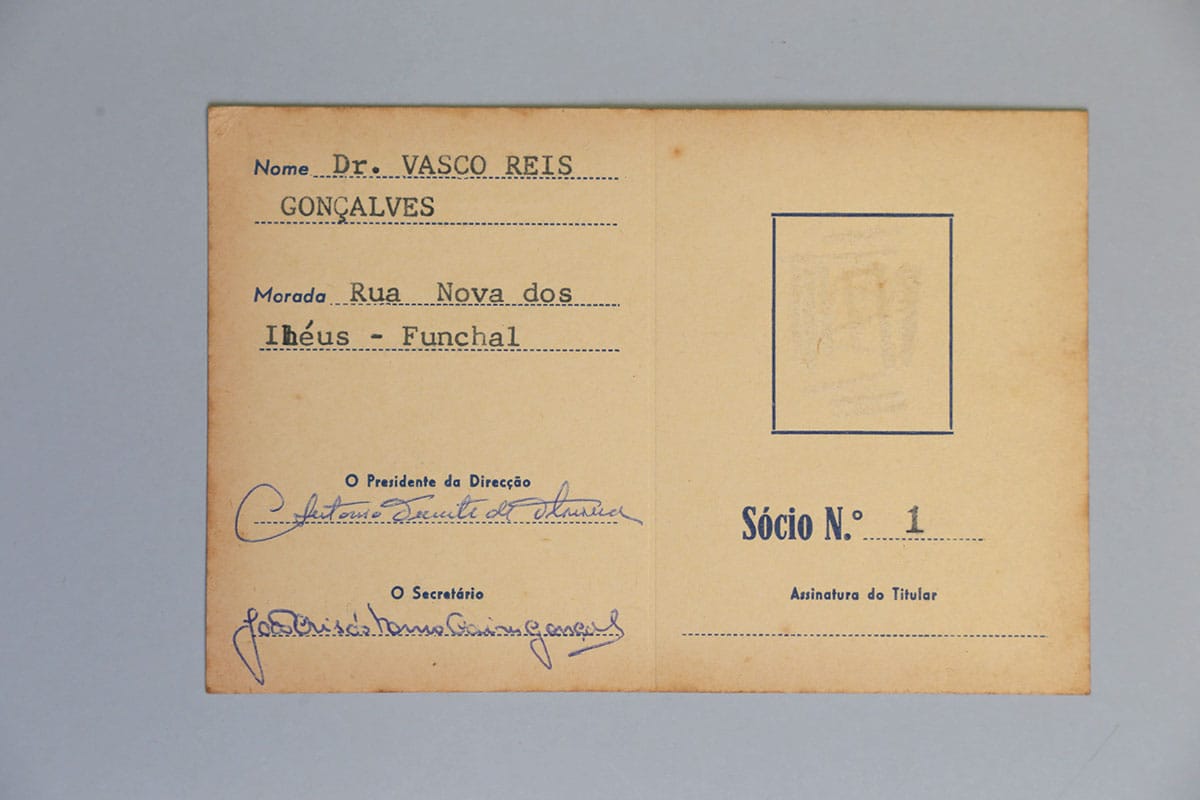 Nome Dr. VASCO REIS
GONÇALVES
Morada Rua Nova dos
Ilhéus - Funchal
O Presidente da Direcção
O Secretário
Sócio N.º 1
Assinatura do Titular